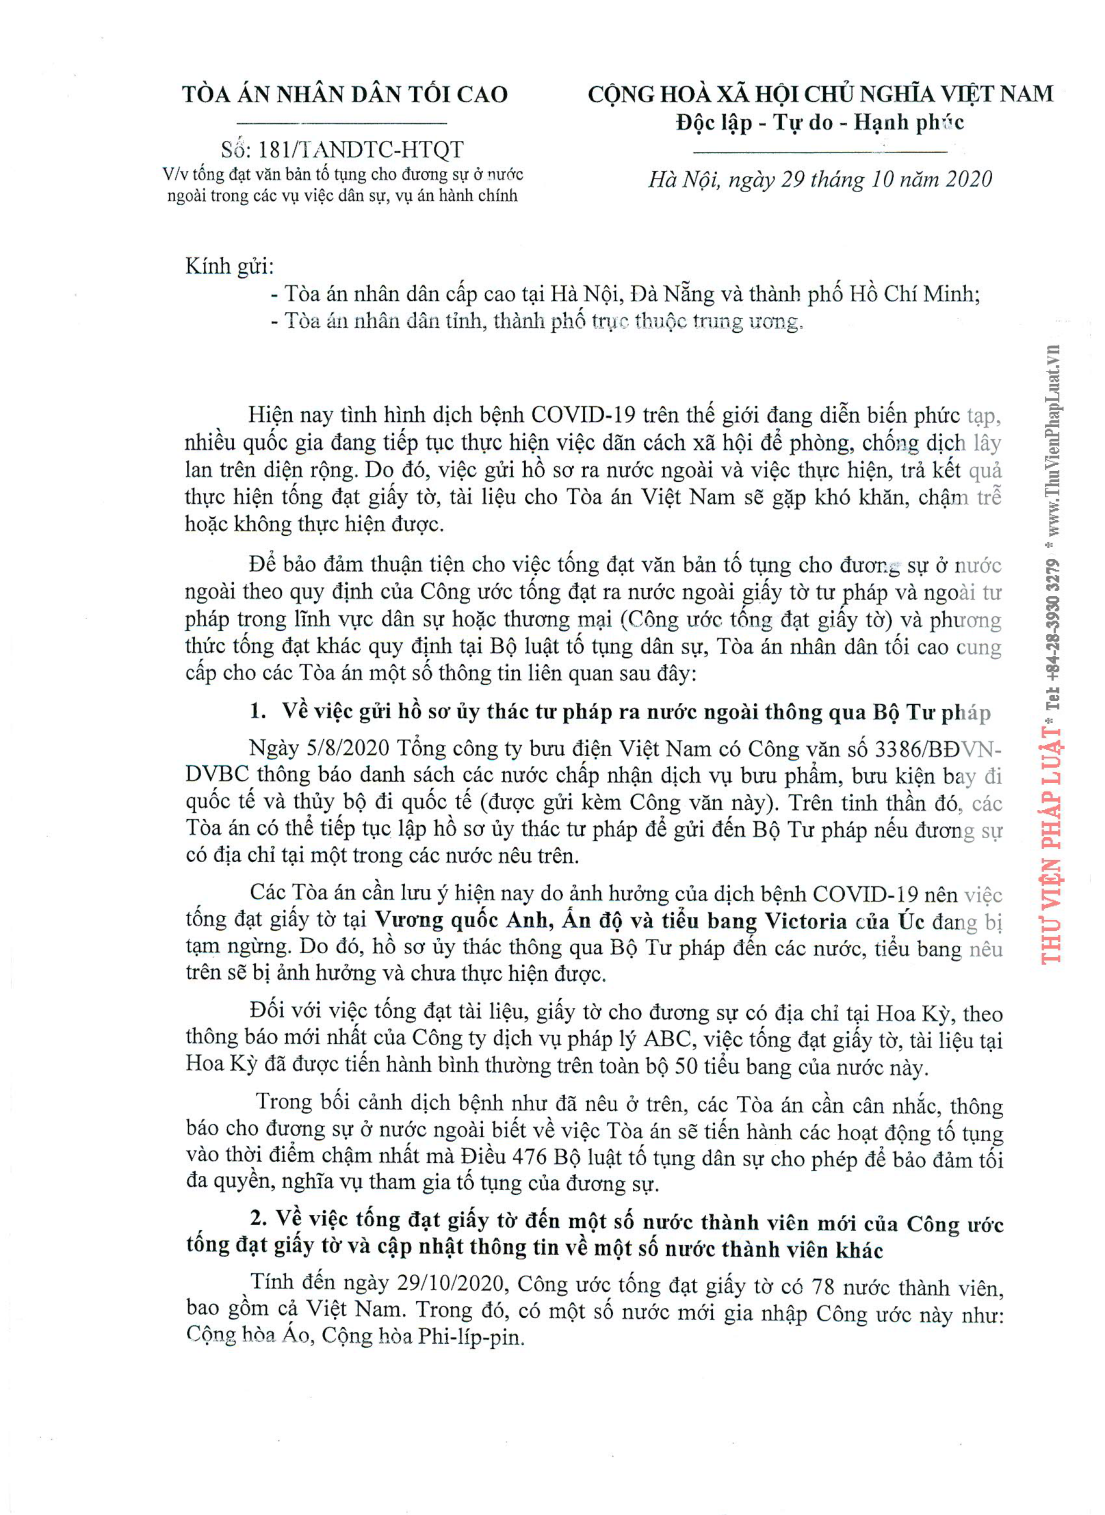 TÒA ÁN NHÂN DÂN TỐI CAO
Số: 181/TANDTC-HTQT
V/v tống đạt văn bản tố tụng cho đương sự ở nước
ngoài trong các vụ việc dân sự, vụ án hành chính
CỘNG HOÀ XÃ HỘI CHỦ NGHĨA VIỆT NAM
Độc lập - Tự do - Hạnh phúc
Hà Nội, ngày 29 tháng 10 năm 2020
Kính gửi:
- Tòa án nhân dân cấp cao tại Hà Nội, Đà Nẵng và thành phố Hồ Chí Minh;
- Tòa án nhân dân tỉnh, thành phố trực thuộc trung ương.
Hiện nay tình hình dịch bệnh COVID-19 trên thế giới đang diễn biến phức tạp,
nhiều quốc gia đang tiếp tục thực hiện việc dãn cách xã hội để phòng, chống dịch lây
lan trên diện rộng. Do đó, việc gửi hồ sơ ra nước ngoài và việc thực hiện, trả kết quả
thực hiện tống đạt giấy tờ, tài liệu cho Tòa án Việt Nam sẽ gặp khó khăn, chậm trễ
hoặc không thực hiện được.
Để bảo đảm thuận tiện cho việc tống đạt văn bản tố tụng cho đương sự ở nước
ngoài theo quy định của Công ước tống đạt ra nước ngoài giấy tờ tư pháp và ngoài tư
pháp trong lĩnh vực dân sự hoặc thương mại (Công ước tống đạt giấy tờ) và phương
thức tống đạt khác quy định tại Bộ luật tố tụng dân sự, Tòa án nhân dân tối cao cung
cấp cho các Tòa án một số thông tin liên quan sau đây:
1. Về việc gửi hồ sơ ủy thác tư pháp ra nước ngoài thông qua Bộ Tư pháp
Ngày 5/8/2020 Tổng công ty bưu điện Việt Nam có Công văn số 3386/BĐVN-
DVBC thông báo danh sách các nước chấp nhận dịch vụ bưu phẩm, bưu kiện bay đi
quốc tế và thủy bộ đi quốc tế (được gửi kèm Công văn này). Trên tinh thần đó, các
Tòa án có thể tiếp tục lập hồ sơ ủy thác tư pháp để gửi đến Bộ Tư pháp nếu đương sự
có địa chỉ tại một trong các nước nêu trên.
Các Tòa án cần lưu ý hiện nay do ảnh hưởng của dịch bệnh COVID-19 nên việc
tống đạt giấy tờ tại Vương quốc Anh, Ấn độ và tiểu bang Victoria của Úc đang bị
tạm ngừng. Do đó, hồ sơ ủy thác thông qua Bộ Tư pháp đến các nước, tiểu bang nêu
trên sẽ bị ảnh hưởng và chưa thực hiện được.
Đối với việc tống đạt tài liệu, giấy tờ cho đương sự có địa chỉ tại Hoa Kỳ, theo
thông báo mới nhất của Công ty dịch vụ pháp lý ABC, việc tống đạt giấy tờ, tài liệu tại
Hoa Kỳ đã được tiến hành bình thường trên toàn bộ 50 tiểu bang của nước này.
Trong bối cảnh dịch bệnh như đã nêu ở trên, các Tòa án cần cân nhắc, thông
báo cho đương sự ở nước ngoài biết về việc Tòa án sẽ tiến hành các hoạt động tố tụng
vào thời điểm chậm nhất mà Điều 476 Bộ luật tố tụng dân sự cho phép để bảo đảm tối
đa quyền, nghĩa vụ tham gia tố tụng của đương sự.
2. Về việc tống đạt giấy tờ đến một số nước thành viên mới của Công ước
tống đạt giấy tờ và cập nhật thông tin về một số nước thành viên khác
Tính đến ngày 29/10/2020, Công ước tống đạt giấy tờ có 78 nước thành viên,
bao gồm cả Việt Nam. Trong đó, có một số nước mới gia nhập Công ước này như:
Cộng hòa Áo, Cộng hòa Phi-líp-pin.
THƯ VIỆN PHÁP LUẬT * Tel: +84-28-3930 3279 * www.ThuVienPhapLuat.vn